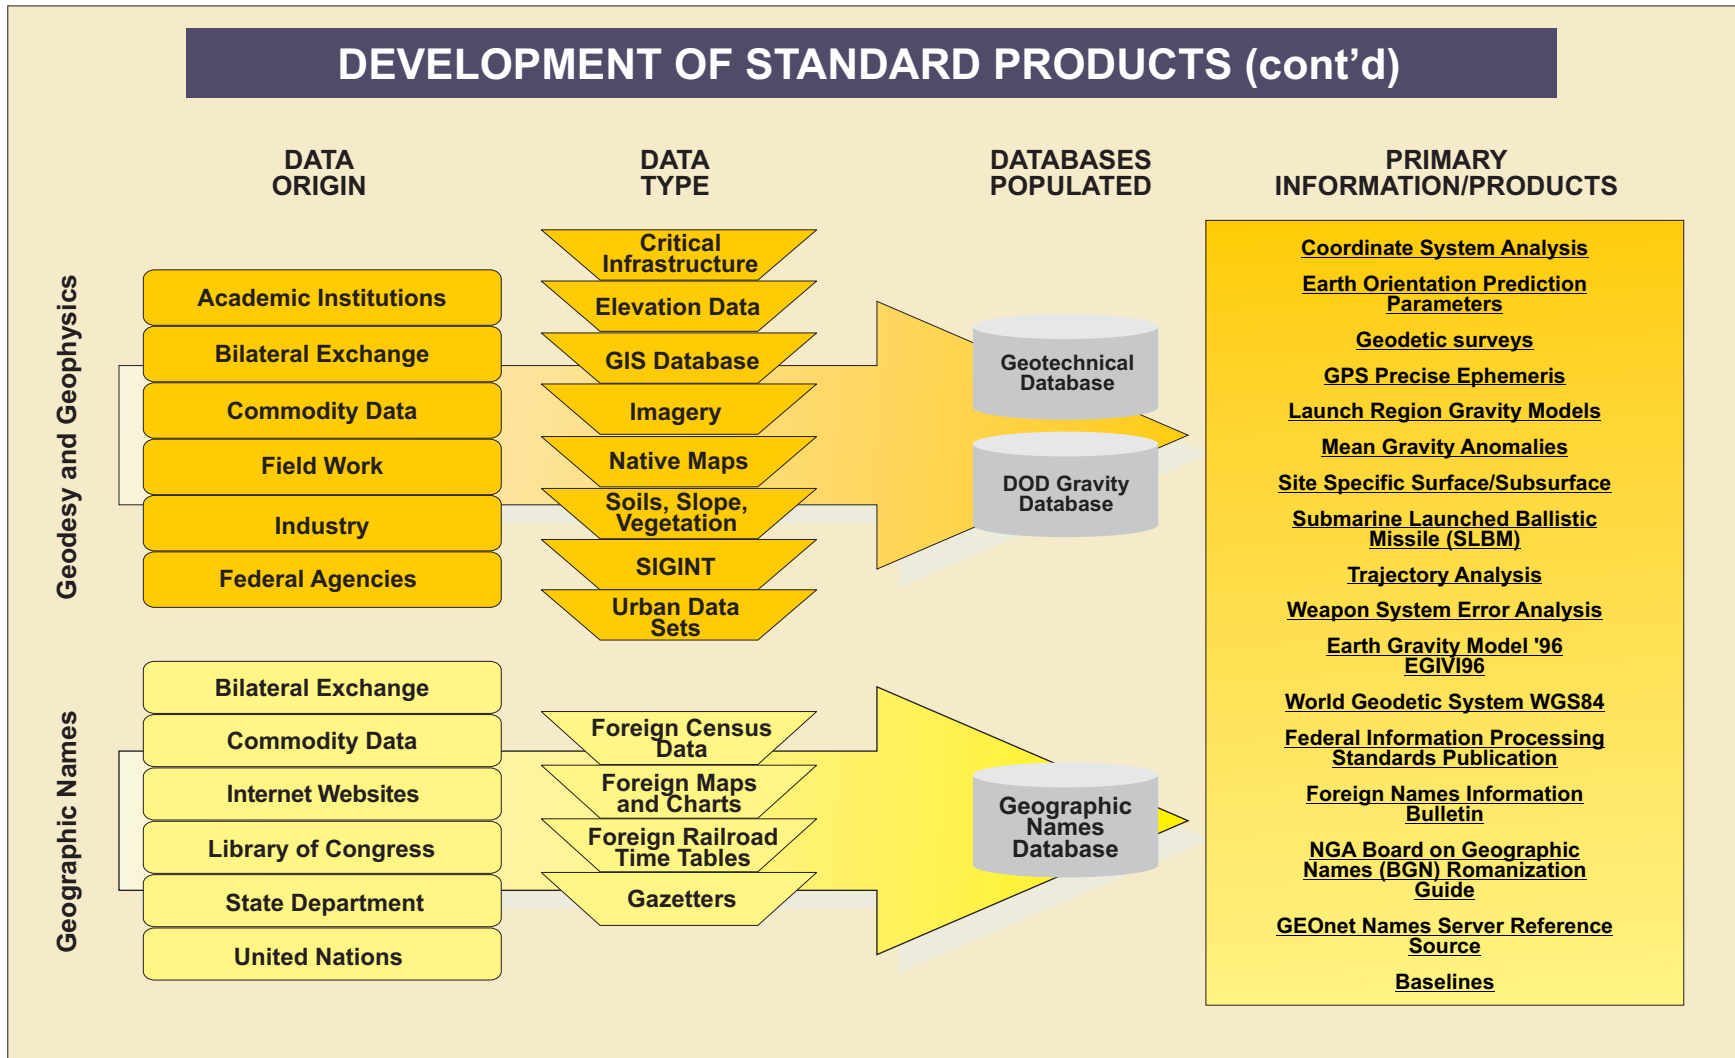 DEVELOPMENT OF STANDARD PRODUCTS (cont’d)
DATA
ORIGIN
DATA
TYPE
DATABASES
POPULATED
PRIMARY
INFORMATION/PRODUCTS
Geodesy and Geophysics
Academic Institutions
Bilateral Exchange
Commodity Data
Field Work
Industry
Federal Agencies
Critical
Infrastructure
Elevation Data
GIS Database
Imagery
Native Maps
Soils, Slope,
Vegetation
SIGINT
Urban Data
Sets
Geotechnical
Database
DOD Gravity
Database
Geographic Names
Bilateral Exchange
Commodity Data
Internet Websites
Library of Congress
State Department
United Nations
Foreign Census
Data
Foreign Maps
and Charts
Foreign Railroad
Time Tables
Gazetters
Geographic
Names
Database
Coordinate System Analysis
Earth Orientation Prediction
Parameters
Geodetic surveys
GPS Precise Ephemeris
Launch Region Gravity Models
Mean Gravity Anomalies
Site Specific Surface/Subsurface
Submarine Launched Ballistic
Missile (SLBM)
Trajectory Analysis
Weapon System Error Analysis
Earth Gravity Model '96
EGIVI96
World Geodetic System WGS84
Federal Information Processing
Standards Publication
Foreign Names Information
Bulletin
NGA Board on Geographic
Names (BGN) Romanization
Guide
GEOnet Names Server Reference
Source
Baselines